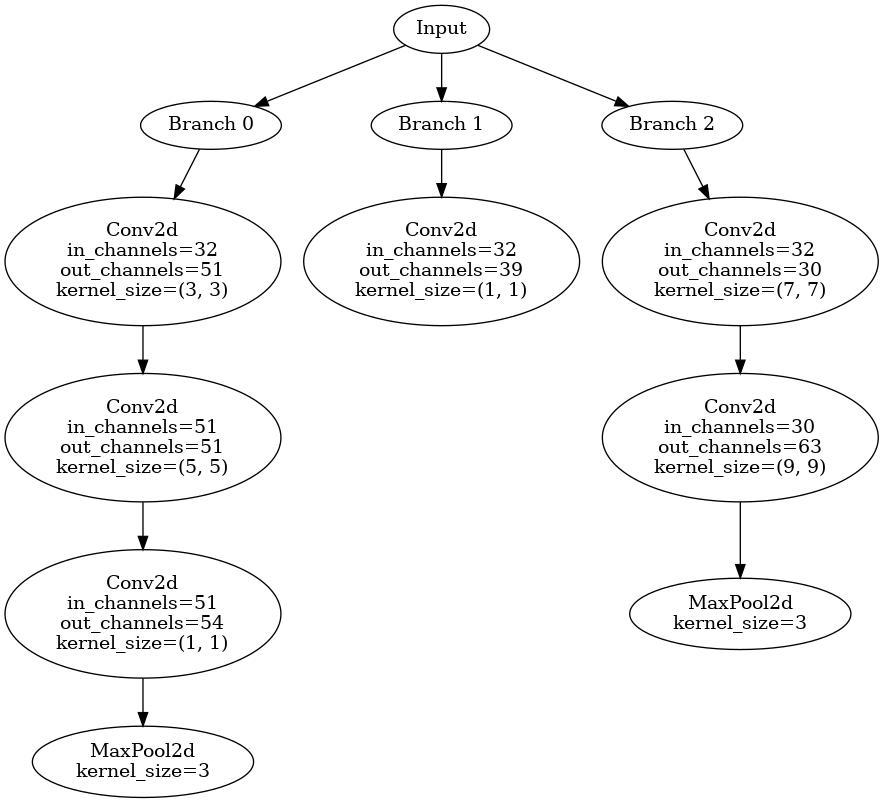 Input
Branch 0
Branch 1
Branch 2
Conv2d
in_channels=32
out_channels=51
kernel_size=(3, 3)
Conv2d
in_channels=32
out_channels=39
kernel_size=(1, 1)
Conv2d
in_channels=32
out_channels=30
kernel_size=(7, 7)
Conv2d
in_channels=51
out_channels=51
kernel_size=(5, 5)
Conv2d
in_channels=30
out_channels=63
kernel_size=(9, 9)
Conv2d
in_channels=51
out_channels=54
kernel_size=(1, 1)
MaxPool2d
kernel_size=3
MaxPool2d
kernel_size=3